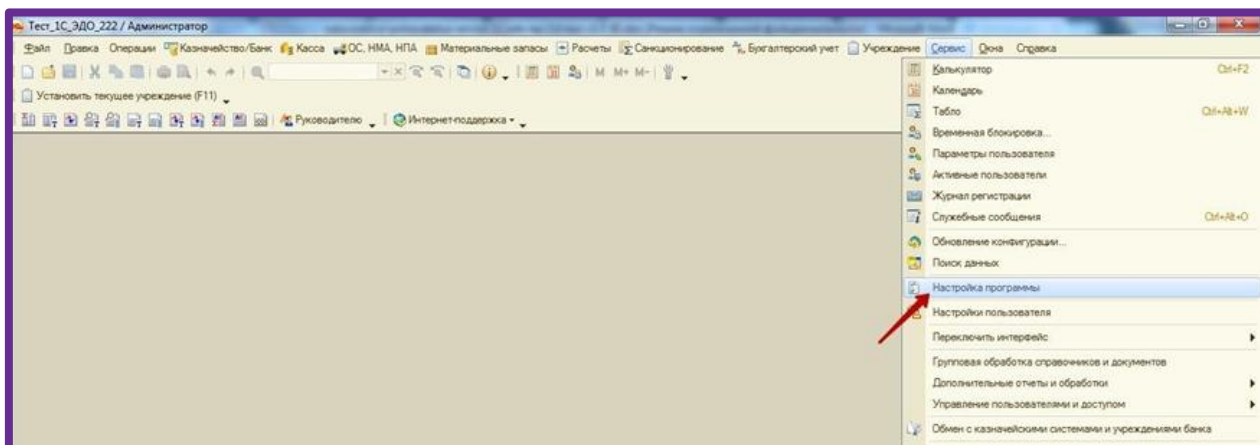 Тест_1С_ЭДО_222 / Администратор
Файл Правка Операции Казначейство/Банк Касса ОС, НМА, НПА Материальные запасы Расчеты Санкционирование Бухгалтерский учет Учреждение Сервис Окна Справка
M M+ M-
Установить текущее учреждение (F11)
Руководителю Интернет-поддержка
Калькулятор Ctrl+F2
Календарь
Табло Ctrl+Alt+W
Временная блокировка...
Параметры пользователя
Активные пользователи
Журнал регистрации
Служебные сообщения Ctrl+Alt+O
Обновление конфигурации...
Поиск данных
Настройка программы
Настройки пользователя
Переключить интерфейс
Групповая обработка справочников и документов
Дополнительные отчеты и обработки
Управление пользователями и доступом
Обмен с казначейскими системами и учреждениями банка